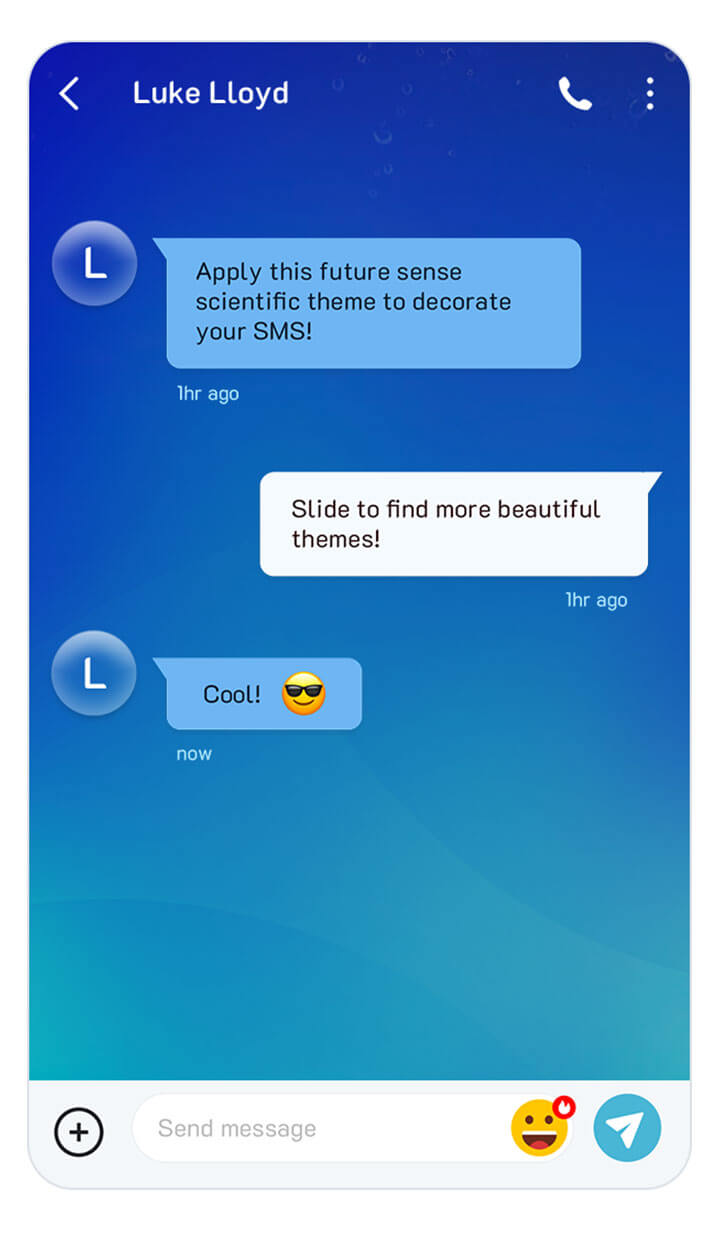 Luke Lloyd
L
Apply this future sense
scientific theme to decorate
your SMS!
1hr ago
Slide to find more beautiful
themes!
1hr ago
L
Cool! 😎
now
Send message